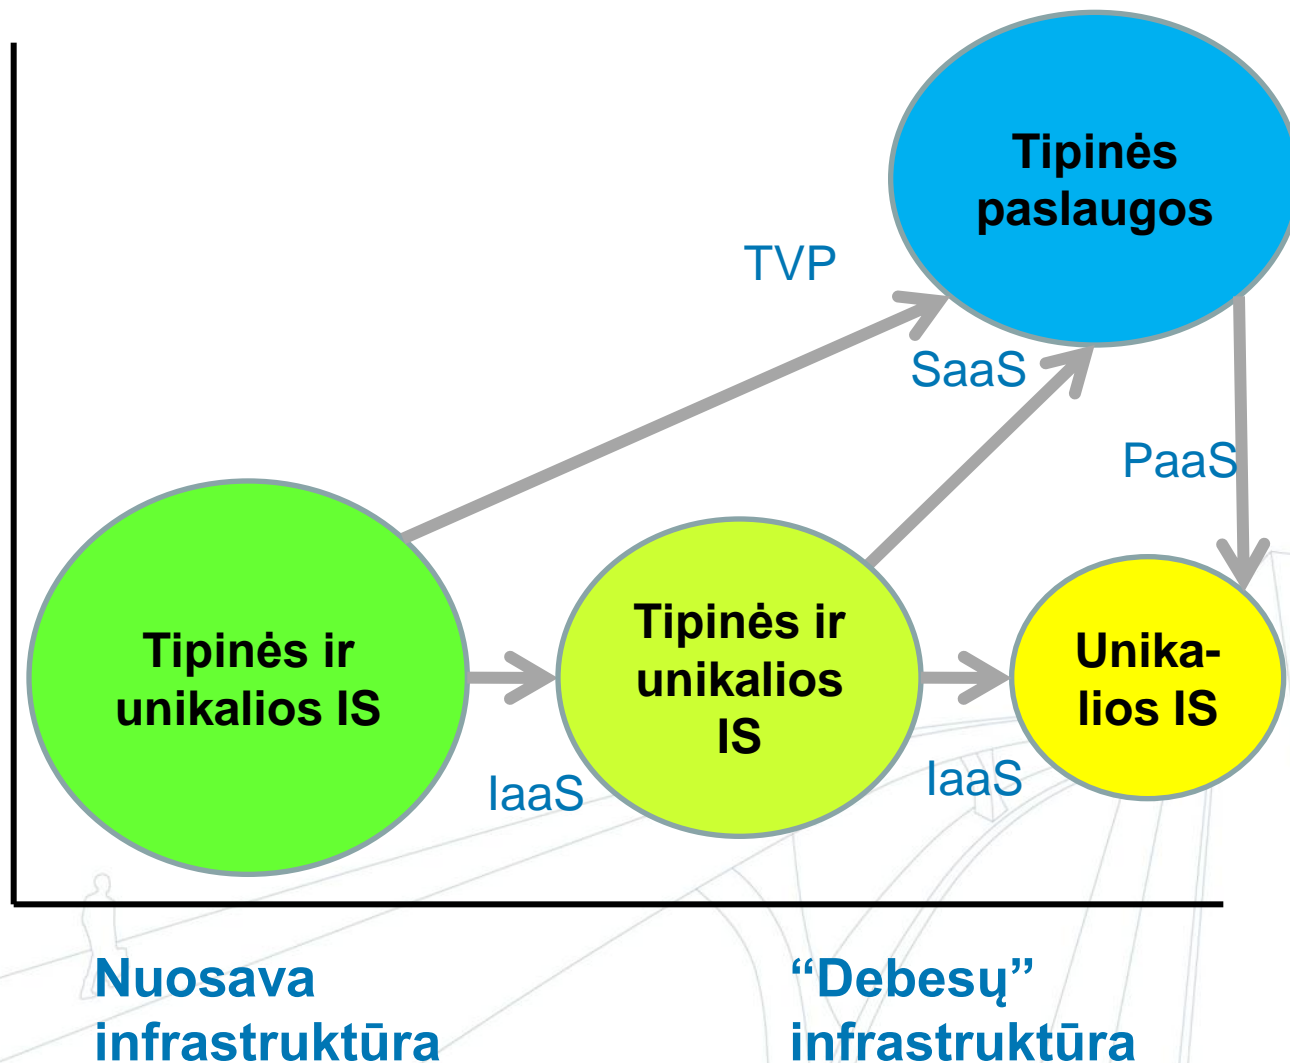 Tipinės
paslaugos
TVP
SaaS
PaaS
Tipinės ir
unikalios IS
Tipinės ir
unikalios
IS
Unika-
lios IS
IaaS
IaaS
Nuosava
infrastruktūra
“Debesų”
infrastruktūra